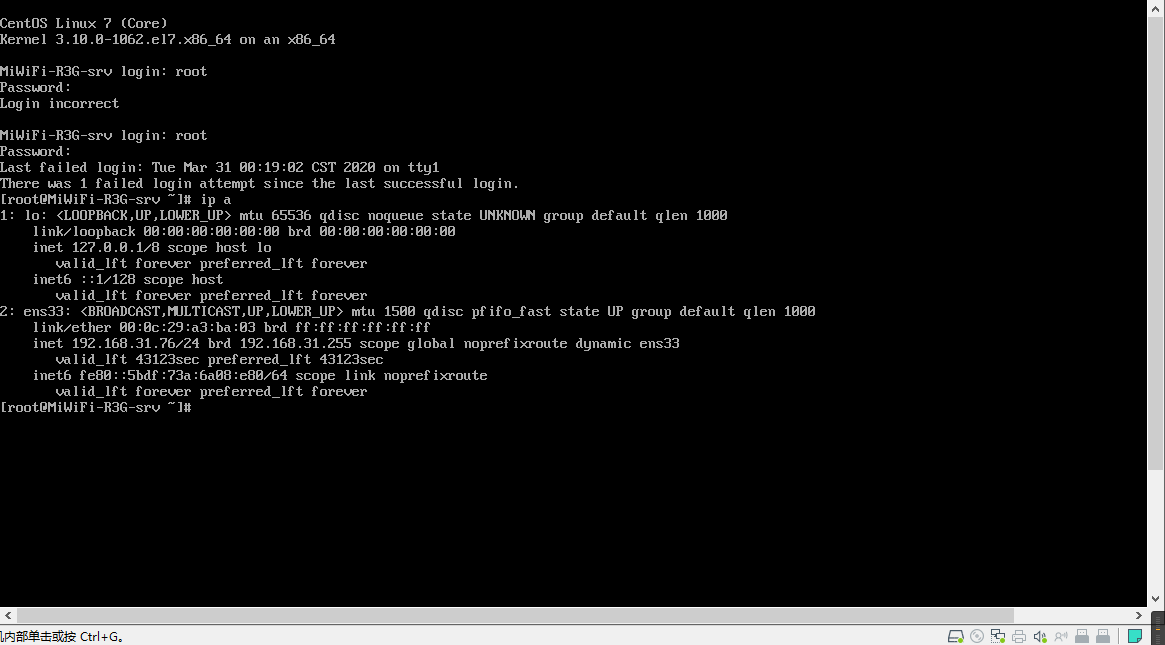 CentOS Linux 7 (Core)
Kernel 3.10.0-1062.el7.x86_64 on an x86_64
MiWiFi-R3G-srv login: root
Password:
Login incorrect
MiWiFi-R3G-srv login: root
Password:
Last failed login: Tue Mar 31 00:19:02 CST 2020 on tty1
There was 1 failed login attempt since the last successful login.
[root@MiWiFi-R3G-srv ~]# ip a
1: lo: <LOOPBACK,UP,LOWER_UP> mtu 65536 qdisc noqueue state UNKNOWN group default qlen 1000
    link/loopback 00:00:00:00:00:00 brd 00:00:00:00:00:00
    inet 127.0.0.1/8 scope host lo
       valid_lft forever preferred_lft forever
    inet6 ::1/128 scope host
       valid_lft forever preferred_lft forever
2: ens33: <BROADCAST,MULTICAST,UP,LOWER_UP> mtu 1500 qdisc pfifo_fast state UP group default qlen 1000
    link/ether 00:0c:29:a3:ba:03 brd ff:ff:ff:ff:ff:ff
    inet 192.168.31.76/24 brd 192.168.31.255 scope global noprefixroute dynamic ens33
       valid_lft 43123sec preferred_lft 43123sec
    inet6 fe80::5bdf:73a:6a08:e80/64 scope link noprefixroute
       valid_lft forever preferred_lft forever
[root@MiWiFi-R3G-srv ~]#
内部单击或按 Ctrl+G。